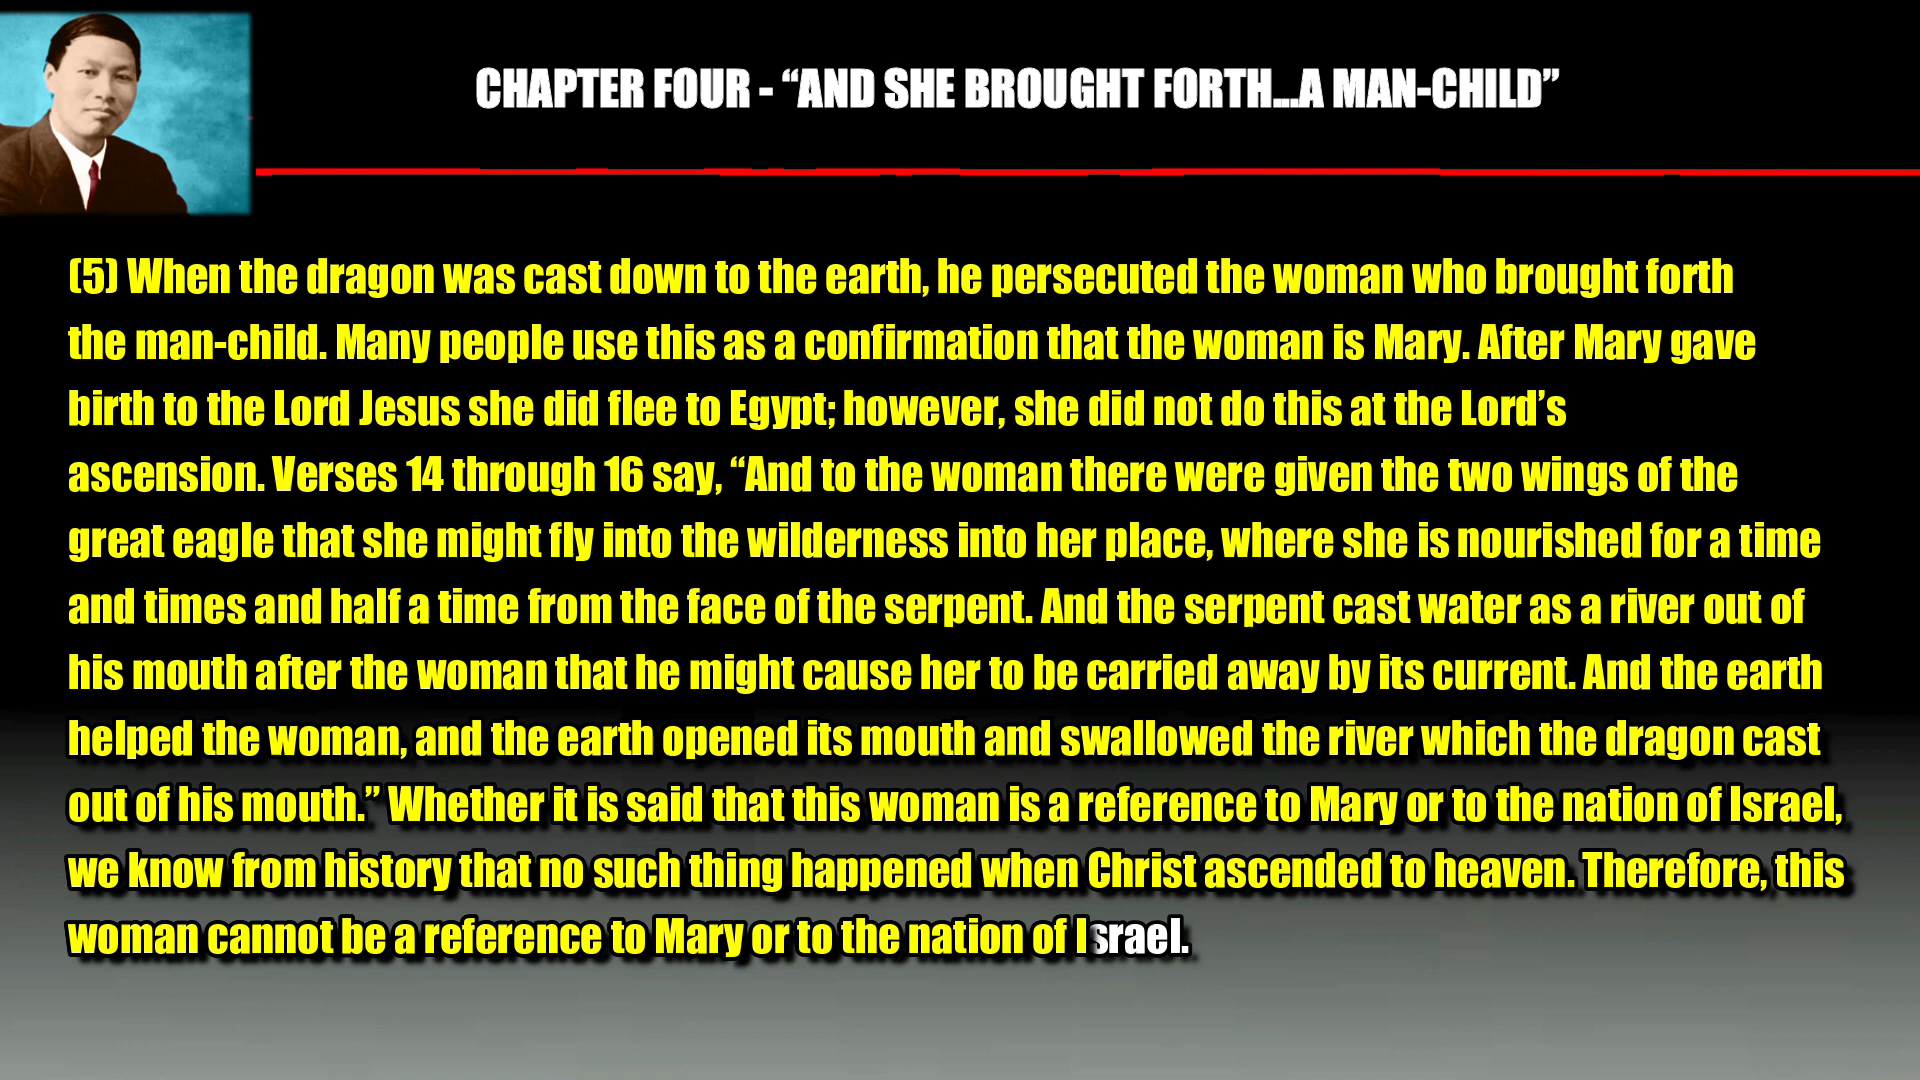 CHAPTER FOUR - “AND SHE BROUGHT FORTH...A MAN-CHILD”
(5) When the dragon was cast down to the earth, he persecuted the woman who brought forth
the man-child. Many people use this as a confirmation that the woman is Mary. After Mary gave
birth to the Lord Jesus she did flee to Egypt; however, she did not do this at the Lord’s
ascension. Verses 14 through 16 say, “And to the woman there were given the two wings of the
great eagle that she might fly into the wilderness into her place, where she is nourished for a time
and times and half a time from the face of the serpent. And the serpent cast water as a river out of
his mouth after the woman that he might cause her to be carried away by its current. And the earth
helped the woman, and the earth opened its mouth and swallowed the river which the dragon cast
out of his mouth.” Whether it is said that this woman is a reference to Mary or to the nation of Israel,
we know from history that no such thing happened when Christ ascended to heaven. Therefore, this
woman cannot be a reference to Mary or to the nation of Israel.